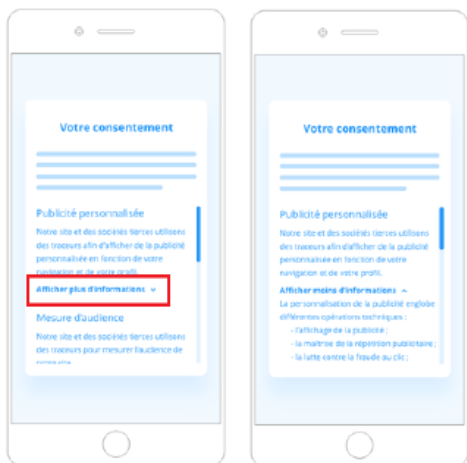 Votre consentement
Publicité personnalisée
Notre site et des sociétés tierces utilisons
des traceurs afin d'afficher de la publicité
personnalisée en fonction de votre
navigation et de votre profil.
Afficher plus d'informations
Mesure d'audience
Notre site et des sociétés tierces utilisons
des traceurs pour mesurer l'audience de
notre site
Votre consentement
Publicité personnalisée
Notre site et des sociétés tierces utilisons
des traceurs afin d'afficher de la publicité
personnalisée en fonction de votre
navigation et de votre profil.
Afficher moins d'informations
La personnalisation de la publicité englobe
différentes opérations techniques :
- l'affichage de la publicité ;
- la maîtrise de la répétition publicitaire ;
- la lutte contre la fraude au clic ;